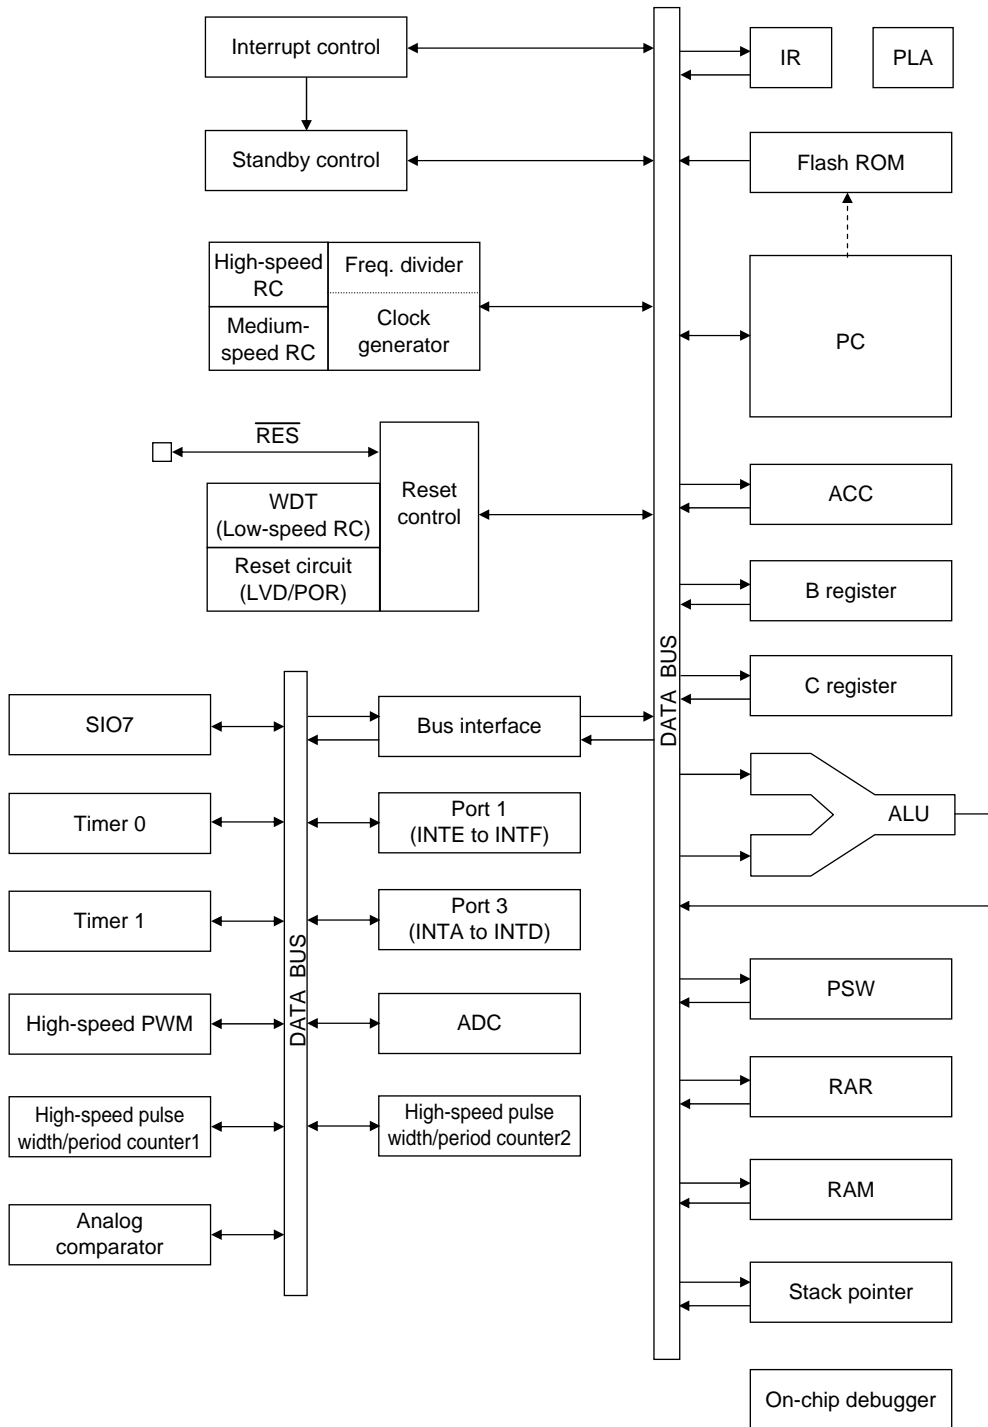 Interrupt control
IR
PLA
Standby control
Flash ROM
High-speed
RC
Freq. divider
Medium-
speed RC
Clock
generator
PC
RES
WDT
(Low-speed RC)
Reset
control
Reset circuit
(LVD/POR)
ACC
B register
C register
DATA BUS
SIO7
Bus interface
Timer 0
Port 1
(INTE to INTF)
ALU
Timer 1
Port 3
(INTA to INTD)
DATA BUS
High-speed PWM
ADC
PSW
High-speed pulse
width/period counter1
High-speed pulse
width/period counter2
RAR
Analog
comparator
RAM
Stack pointer
On-chip debugger